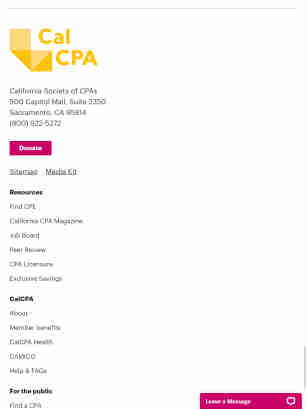 Cal
CPA
California Society of CPAs
500 Capitol Mall, Suite 2350
Sacramento, CA 95814
(800) 922-5272
Donate
Sitemap Media Kit
Resources
Find CPE
California CPA Magazine
Job Board
Peer Review
CPA Licensure
Exclusive Savings
CalCPA
About
Member benefits
CalCPA Health
CAMICO
Help & FAQs
For the public
Find a CPA
Leave a Message